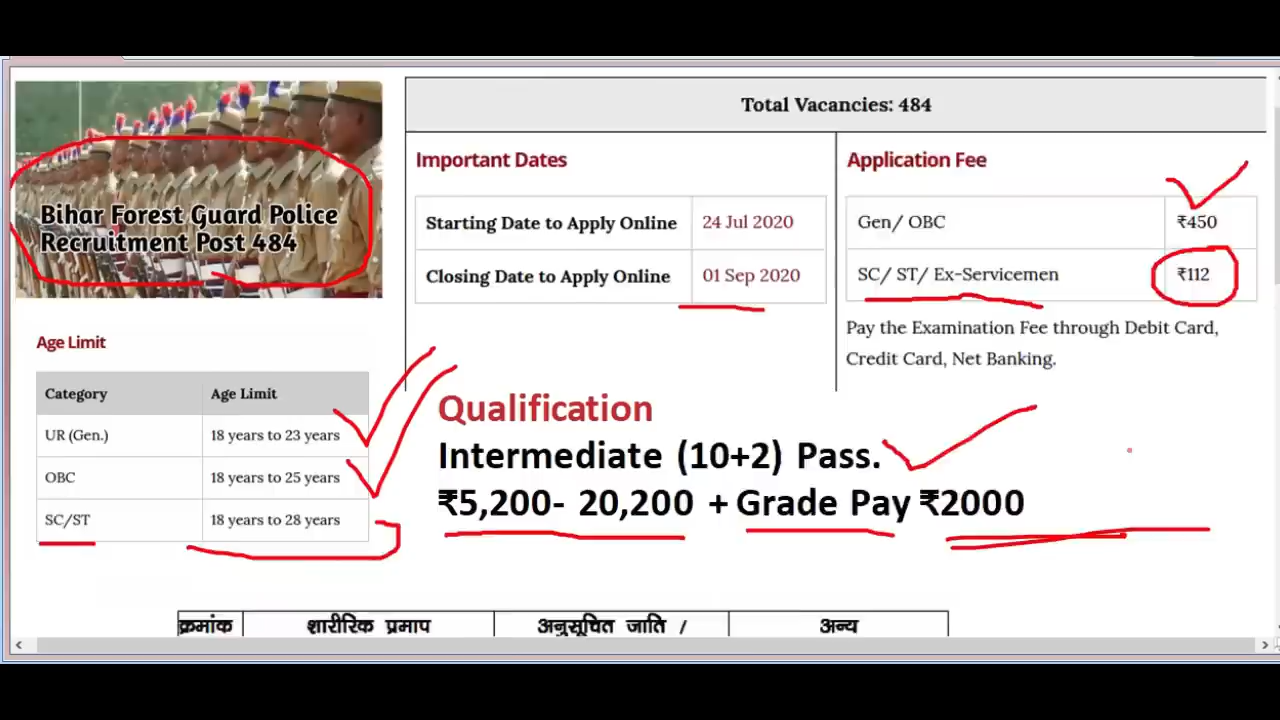 Bihar Forest Guard Police
Recruitment Post 484
Age Limit
Category Age Limit
UR (Gen.) 18 years to 23 years
OBC 18 years to 25 years
SC/ST 18 years to 28 years
Total Vacancies: 484
Important Dates
Starting Date to Apply Online 24 Jul 2020
Closing Date to Apply Online 01 Sep 2020
Application Fee
Gen/ OBC ₹450
SC/ ST/ Ex-Servicemen ₹112
Pay the Examination Fee through Debit Card,
Credit Card, Net Banking.
Qualification
Intermediate (10+2) Pass.
₹5,200- 20,200 + Grade Pay ₹2000
क्रमांक शारीरिक प्रमाप अनुसूचित जाति / अन्य